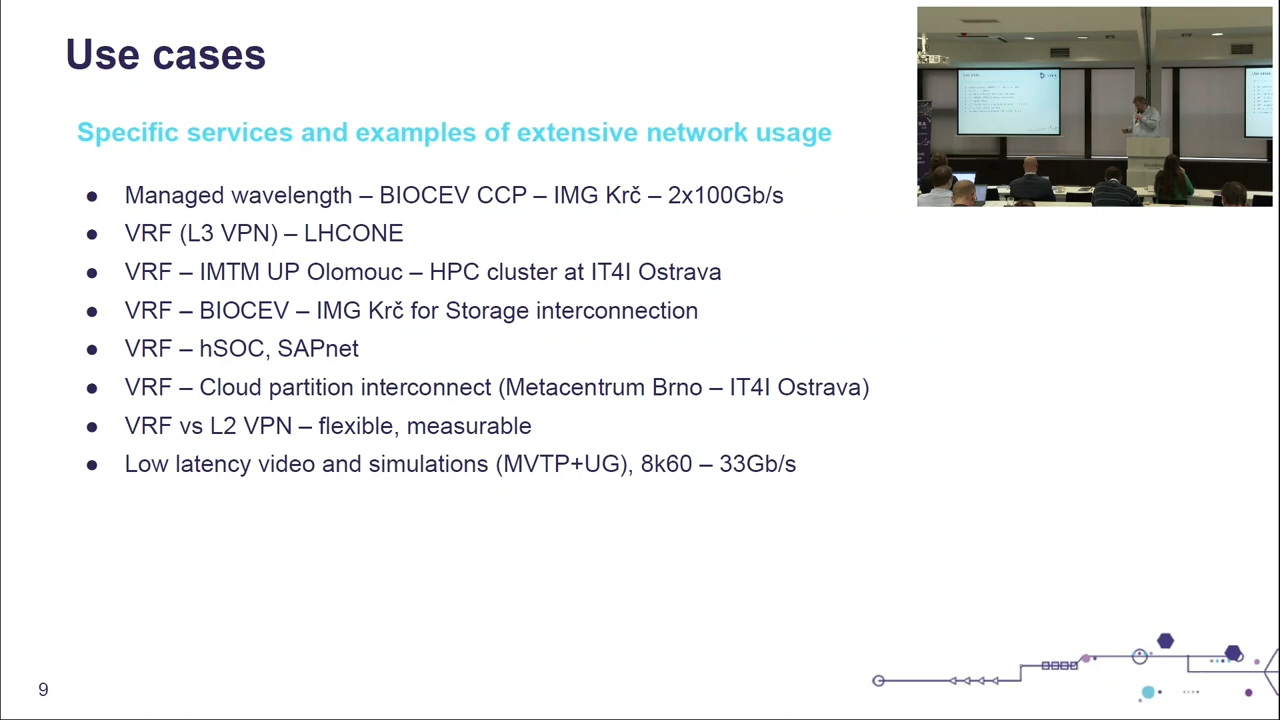 Use cases
Specific services and examples of extensive network usage
● Managed wavelength – BIOCEV CCP – IMG Krč – 2x100Gb/s
● VRF (L3 VPN) – LHCONE
● VRF – IMTM UP Olomouc – HPC cluster at IT4I Ostrava
● VRF – BIOCEV – IMG Krč for Storage interconnection
● VRF – hSOC, SAPnet
● VRF – Cloud partition interconnect (Metacentrum Brno – IT4I Ostrava)
● VRF vs L2 VPN – flexible, measurable
● Low latency video and simulations (MVTP+UG), 8k60 – 33Gb/s
9